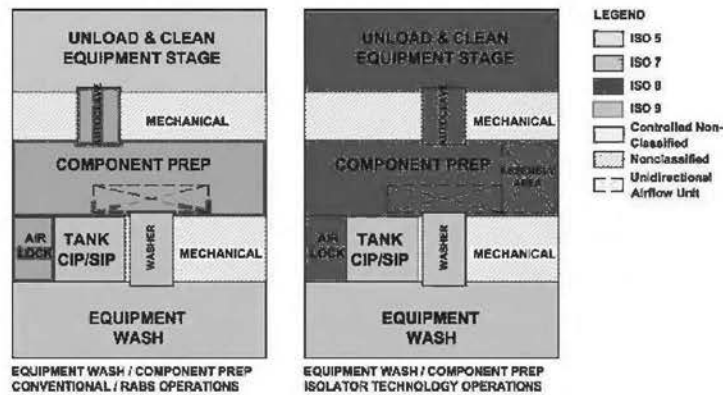 UNLOAD & CLEAN
EQUIPMENT STAGE
AUTOCLAVE
MECHANICAL
COMPONENT PREP
AIR
LOCK
TANK
CIP/SIP
WASHER
MECHANICAL
EQUIPMENT
WASH
EQUIPMENT WASH / COMPONENT PREP
CONVENTIONAL / RABS OPERATIONS
UNLOAD & CLEAN
EQUIPMENT STAGE
AUTOCLAVE
MECHANICAL
COMPONENT PREP
ASSEMBLY
AREA
AIR
LOCK
TANK
CIP/SIP
WASHER
MECHANICAL
EQUIPMENT
WASH
EQUIPMENT WASH / COMPONENT PREP
ISOLATOR TECHNOLOGY OPERATIONS
LEGEND
ISO 5
ISO 7
ISO 8
ISO 9
Controlled Non-
Classified
Nonclassified
Unidirectional
Airflow Unit